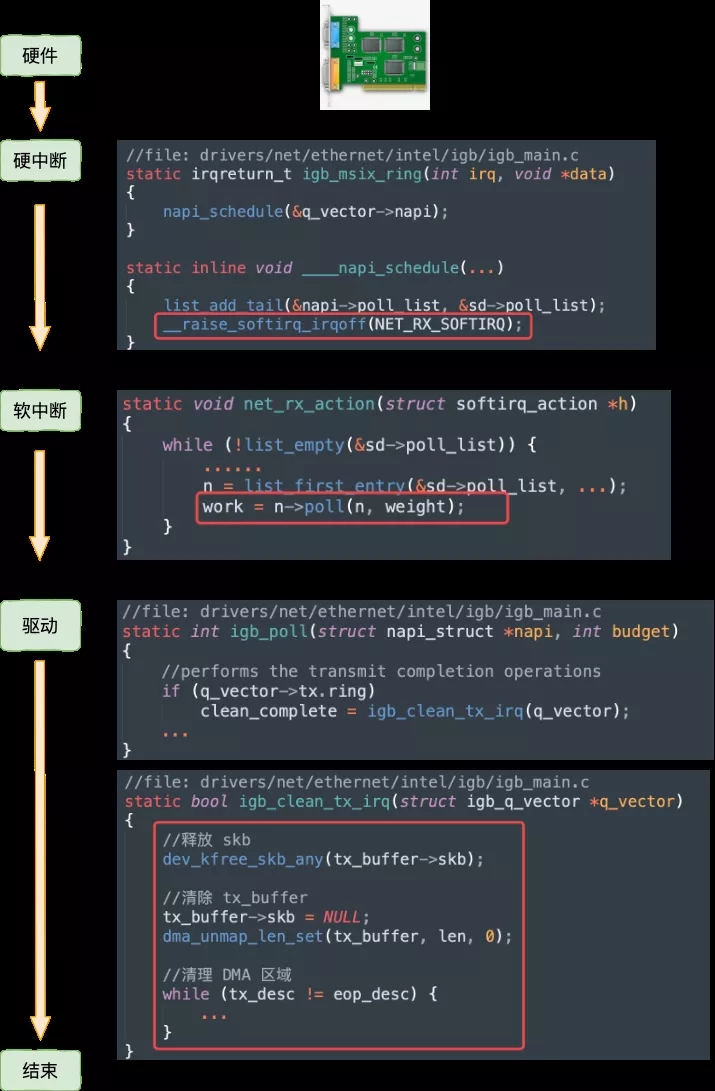 硬件
硬中断
//file: drivers/net/ethernet/intel/igb/igb_main.c
static irqreturn_t igb_msix_ring(int irq, void *data)
{
napi_schedule(&q_vector->napi);
}
static inline void ____napi_schedule(...)
{
list_add_tail(&napi->poll_list, &sd->poll_list);
__raise_softirq_irqoff(NET_RX_SOFTIRQ);
}
软中断
static void net_rx_action(struct softirq_action *h)
{
while (!list_empty(&sd->poll_list)) {
......
n = list_first_entry(&sd->poll_list, ...);
work = n->poll(n, weight);
}
}
驱动
//file: drivers/net/ethernet/intel/igb/igb_main.c
static int igb_poll(struct napi_struct *napi, int budget)
{
//performs the transmit completion operations
if (q_vector->tx.ring)
clean_complete = igb_clean_tx_irq(q_vector);
...
}
//file: drivers/net/ethernet/intel/igb/igb_main.c
static bool igb_clean_tx_irq(struct igb_q_vector *q_vector)
{
//释放 skb
dev_kfree_skb_any(tx_buffer->skb);
//清除 tx_buffer
tx_buffer->skb = NULL;
dma_unmap_len_set(tx_buffer, len, 0);
//清理 DMA 区域
while (tx_desc != eop_desc) {
...
}
}
结束